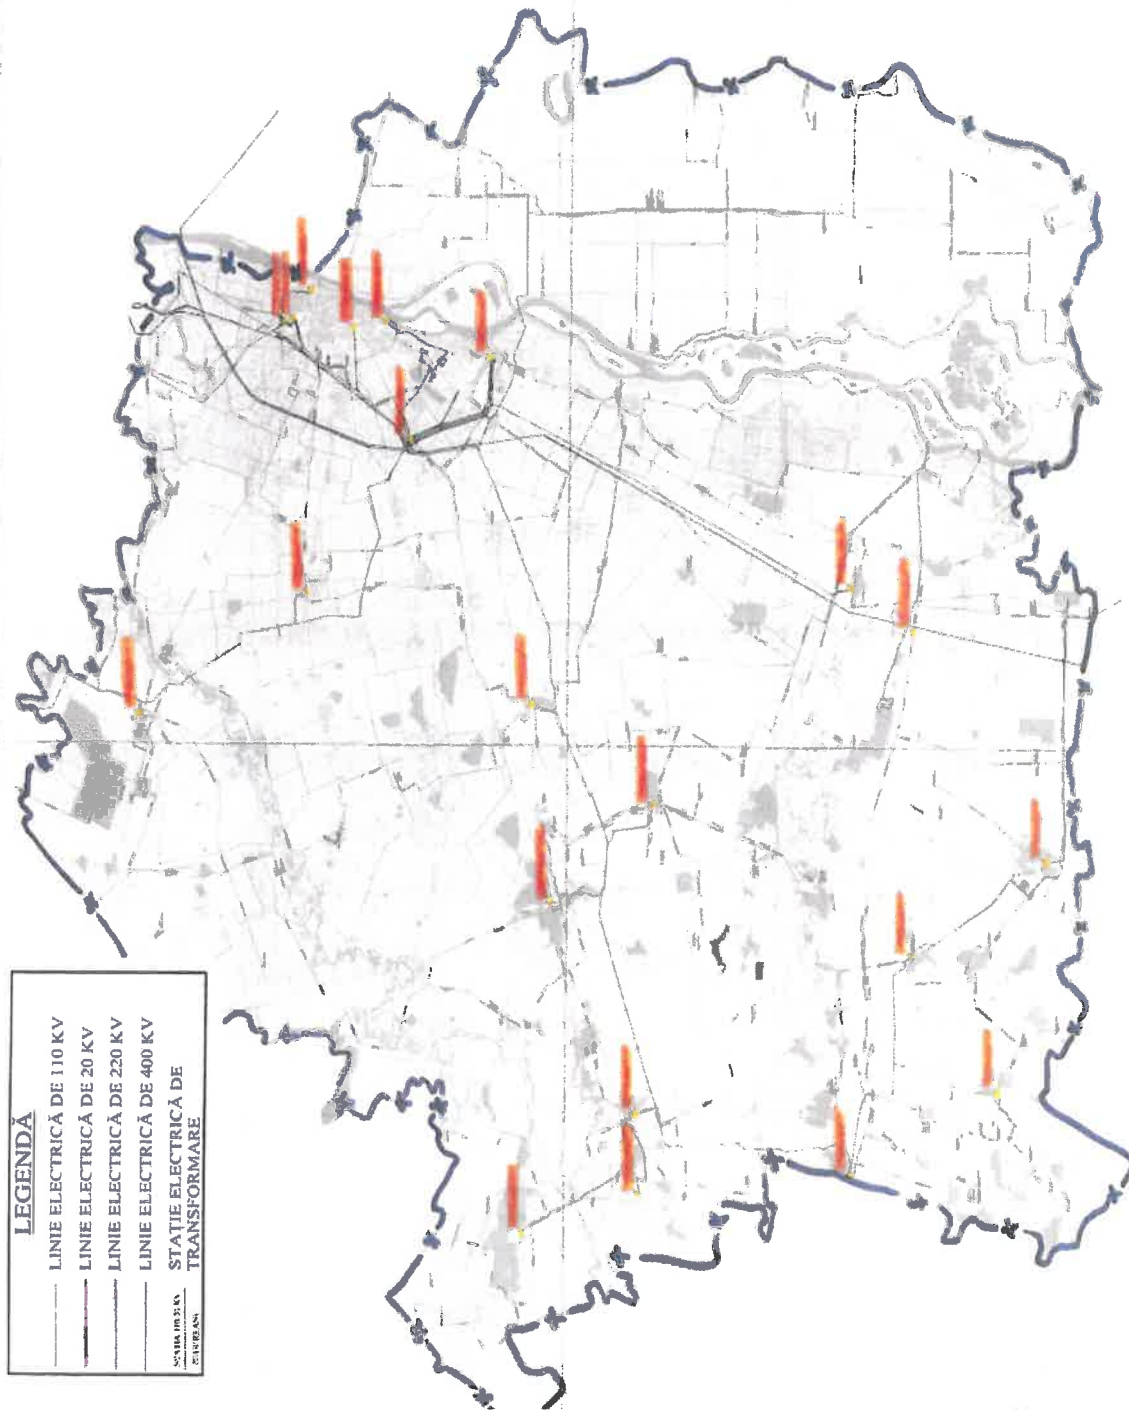 LEGENDĂ
LINIE ELECTRICĂ DE 110 KV
LINIE ELECTRICĂ DE 20 KV
LINIE ELECTRICĂ DE 220 KV
LINIE ELECTRICĂ DE 400 KV
STAȚIE ELECTRICĂ DE
TRANSFORMARE